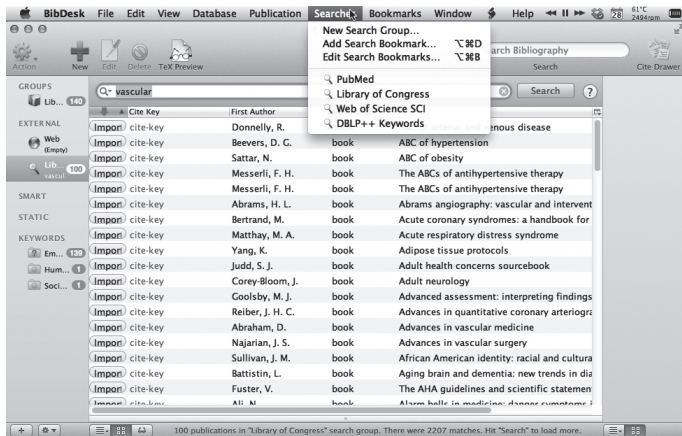 BibDesk File Edit View Database Publication Searches Bookmarks Window Help 28 61°C 2494rpm
New Search Group...
Add Search Bookmark... ⌥⌘D
Edit Search Bookmarks... ⌥⌘B
PubMed
Library of Congress
Web of Science SCI
DBLP++ Keywords
Action New Edit Delete TeX Preview Search Cite Drawer
arch Bibliography
GROUPS
Lib... 140
EXTERNAL
Web
(Empty)
Lib... 100
vascul
SMART
STATIC
KEYWORDS
Em... 139
Hum... 1
Soci... 1
vascular Search ?
Cite Key First Author
Import cite-key Donnelly, R. enous disease
Import cite-key Beevers, D. G. book ABC of hypertension
Import cite-key Sattar, N. book ABC of obesity
Import cite-key Messerli, F. H. book The ABCs of antihypertensive therapy
Import cite-key Messerli, F. H. book The ABCs of antihypertensive therapy
Import cite-key Abrams, H. L. book Abrams angiography: vascular and intervent
Import cite-key Bertrand, M. book Acute coronary syndromes: a handbook for
Import cite-key Matthay, M. A. book Acute respiratory distress syndrome
Import cite-key Yang, K. book Adipose tissue protocols
Import cite-key Judd, S. J. book Adult health concerns sourcebook
Import cite-key Corey-Bloom, J. book Adult neurology
Import cite-key Goolsby, M. J. book Advanced assessment: interpreting findings
Import cite-key Reiber, J. H. C. book Advances in quantitative coronary arteriogra
Import cite-key Abraham, D. book Advances in vascular medicine
Import cite-key Najarian, J. S. book Advances in vascular surgery
Import cite-key Sullivan, J. M. book African American identity: racial and cultura
Import cite-key Battistin, L. book Aging brain and dementia: new trends in dia
Import cite-key Fuster, V. book The AHA guidelines and scientific statemen
Import cite-key Ali, N. book Alarm bells in medicine: danger symptoms i
100 publications in "Library of Congress" search group. There were 2207 matches. Hit "Search" to load more.